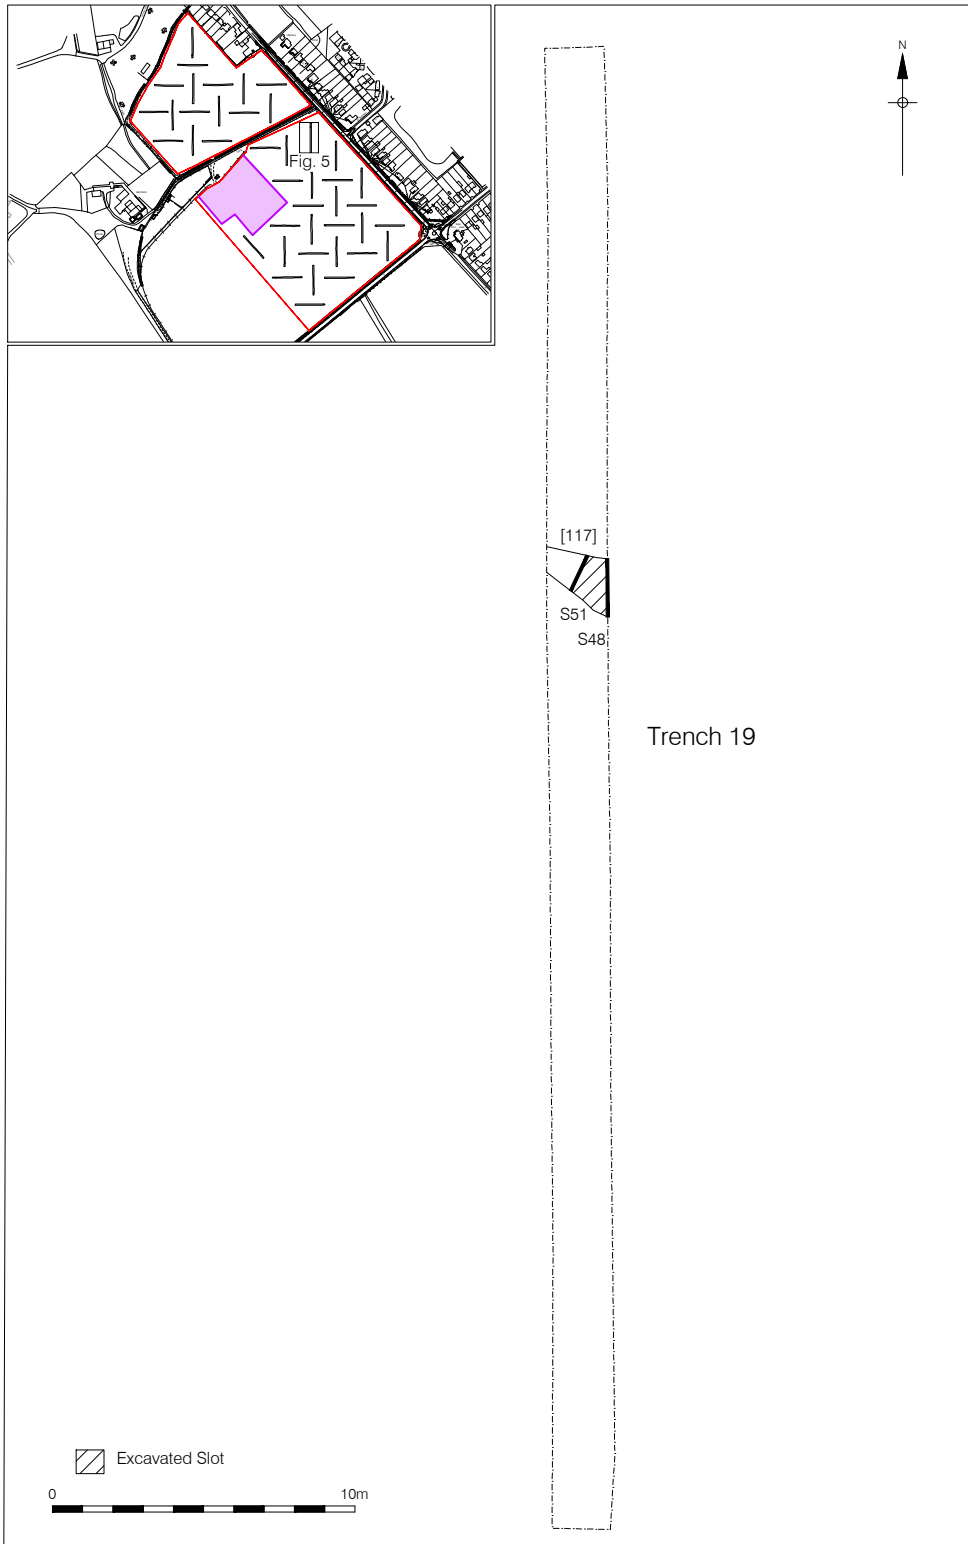 Fig. 5
N
[117]
S51
S48
Trench 19
Excavated Slot
0 10m